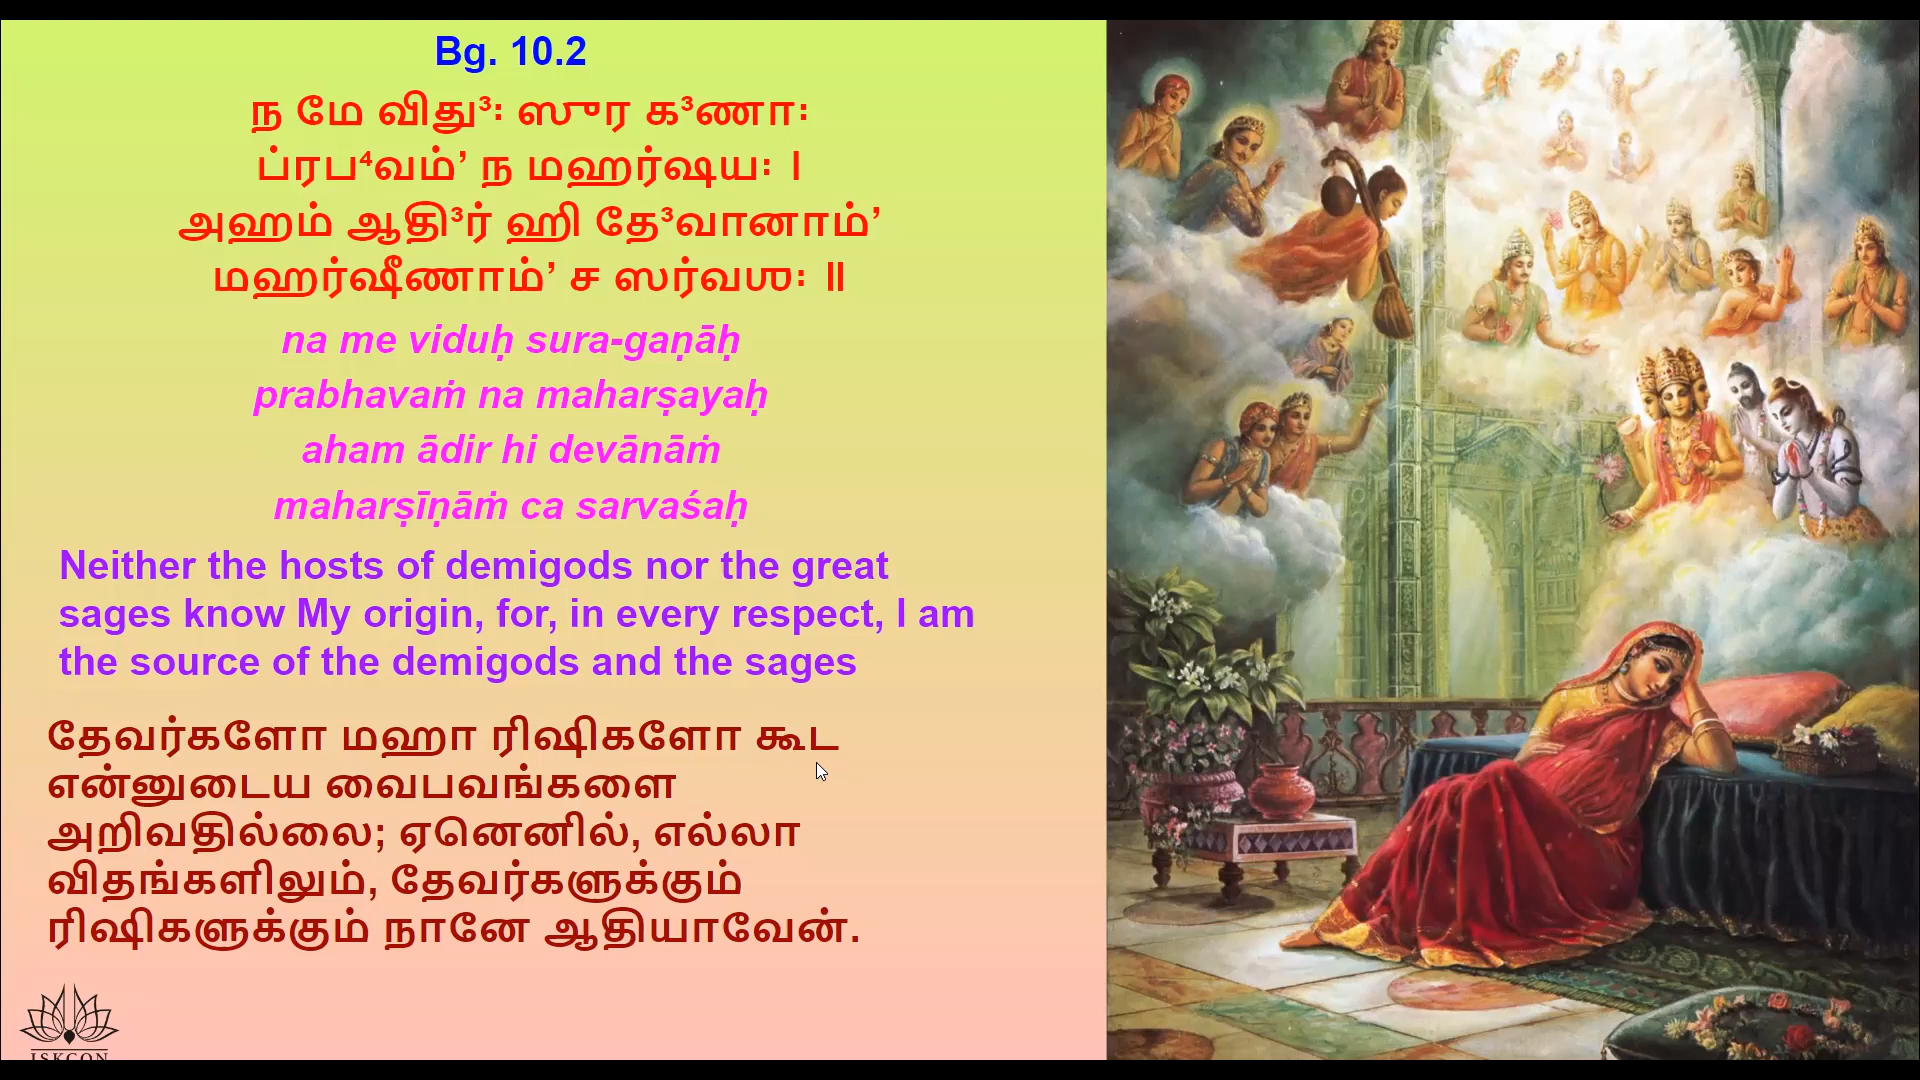 Bg. 10.2
ந மே விது³꞉ ஸுர க³ணா꞉
ப்ரப⁴வம்ʼ ந மஹர்ஷய꞉ ।
அஹம் ஆதி³ர் ஹி தே³வானாம்ʼ
மஹர்ஷீணாம்ʼ ச ஸர்வஶ꞉ ॥
na me viduḥ sura-gaṇāḥ
prabhavaṁ na maharṣayaḥ
aham ādir hi devānāṁ
maharṣīṇāṁ ca sarvaśaḥ
Neither the hosts of demigods nor the great
sages know My origin, for, in every respect, I am
the source of the demigods and the sages
தேவர்களோ மஹா ரிஷிகளோ கூட
என்னுடைய வைபவங்களை
அறிவதில்லை; ஏனெனில், எல்லா
விதங்களிலும், தேவர்களுக்கும்
ரிஷிகளுக்கும் நானே ஆதியாவேன்.
ISKCON